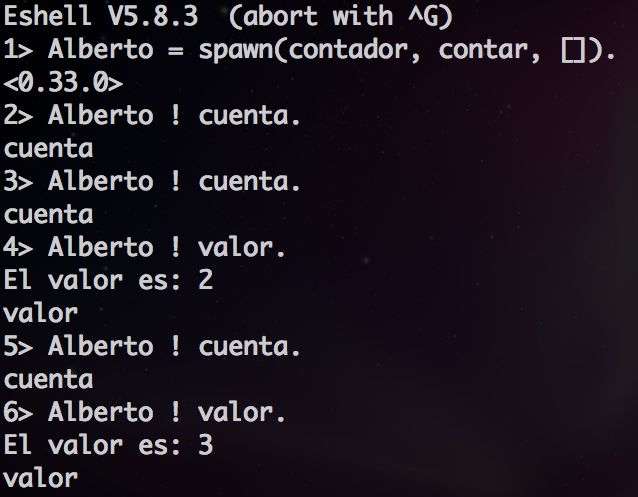 Eshell V5.8.3  (abort with ^G)
1> Alberto = spawn(contador, contar, []).
<0.33.0>
2> Alberto ! cuenta.
cuenta
3> Alberto ! cuenta.
cuenta
4> Alberto ! valor.
El valor es: 2
valor
5> Alberto ! cuenta.
cuenta
6> Alberto ! valor.
El valor es: 3
valor